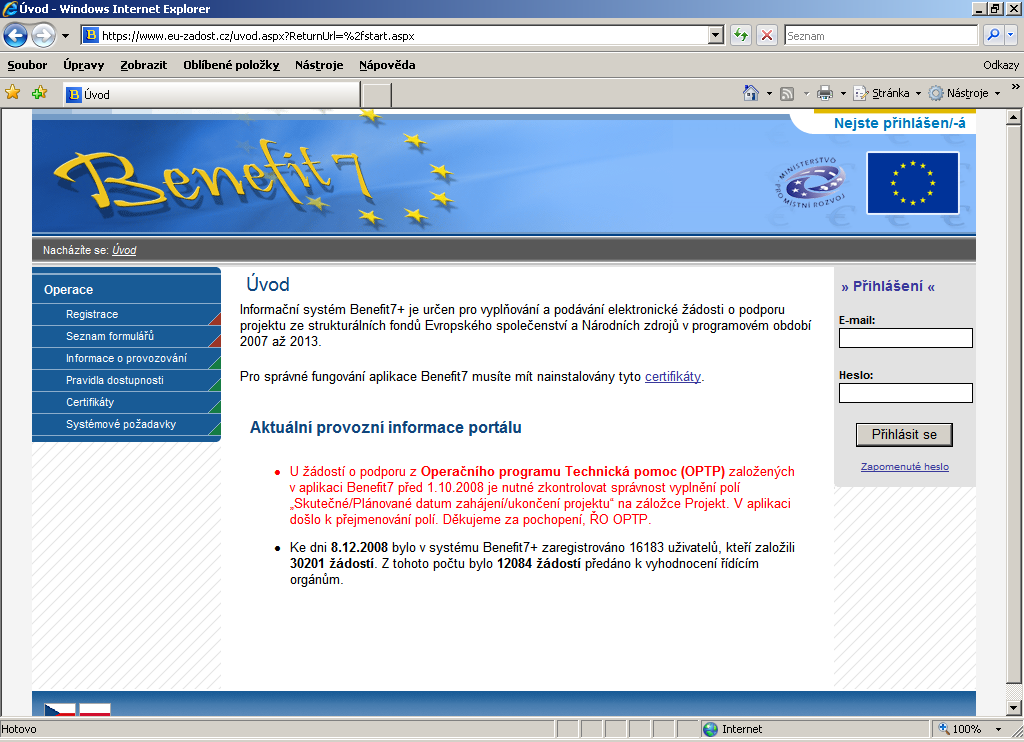 Úvod - Windows Internet Explorer
https://www.eu-zadost.cz/uvod.aspx?ReturnUrl=%2fstart.aspx
Seznam
Soubor Úpravy Zobrazit Oblíbené položky Nástroje Nápověda
Odkazy
Úvod
Stránka Nástroje
Nejste přihlášen/-á
Benefit7
MINISTERSTVO
PRO MÍSTNÍ ROZVOJ
Nacházíte se: Úvod
Operace
Registrace
Seznam formulářů
Informace o provozování
Pravidla dostupnosti
Certifikáty
Systémové požadavky
Úvod
Informační systém Benefit7+ je určen pro vyplňování a podávání elektronické žádosti o podporu
projektu ze strukturálních fondů Evropského společenství a Národních zdrojů v programovém období
2007 až 2013.
Pro správné fungování aplikace Benefit7 musíte mít nainstalovány tyto certifikáty.
Aktuální provozní informace portálu
• U žádostí o podporu z Operačního programu Technická pomoc (OPTP) založených
v aplikaci Benefit7 před 1.10.2008 je nutné zkontrolovat správnost vyplnění polí
„Skutečné/Plánované datum zahájení/ukončení projektu“ na záložce Projekt. V aplikaci
došlo k přejmenování polí. Děkujeme za pochopení, ŘO OPTP.
• Ke dni 8.12.2008 bylo v systému Benefit7+ zaregistrováno 16183 uživatelů, kteří založili
30201 žádostí. Z tohoto počtu bylo 12084 žádostí předáno k vyhodnocení řídícím
orgánům.
» Přihlášení «
E-mail:
Heslo:
Přihlásit se
Zapomenuté heslo
Hotovo
Internet
100%